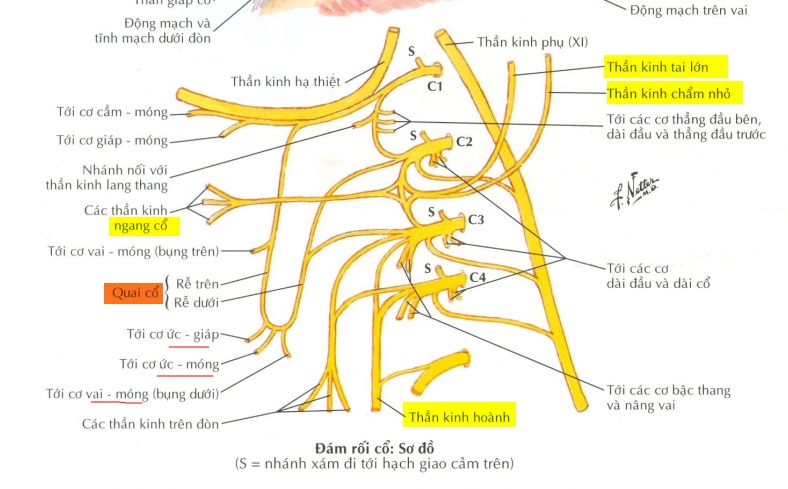 Thần giáp cổ
Động mạch và
tĩnh mạch dưới đòn
Động mạch trên vai
S
Thần kinh phụ (XI)
Thần kinh hạ thiệt
C1
Thần kinh tai lớn
Thần kinh chẩm nhỏ
Tới cơ cằm - móng
Tới cơ giáp - móng
Tới các cơ thẳng đầu bên,
dài đầu và thẳng đầu trước
S
C2
Nhánh nối với
thần kinh lang thang
F. Netter
M.D.
Các thần kinh
ngang cổ
S
C3
Tới cơ vai - móng (bụng trên)
S
C4
Tới các cơ
dài đầu và dài cổ
Quai cổ
Rễ trên
Rễ dưới
Tới cơ ức - giáp
Tới cơ ức - móng
Tới cơ vai - móng (bụng dưới)
Tới các cơ bậc thang
và nâng vai
Các thần kinh trên đòn
Thần kinh hoành
Đám rối cổ: Sơ đồ
(S = nhánh xám đi tới hạch giao cảm trên)